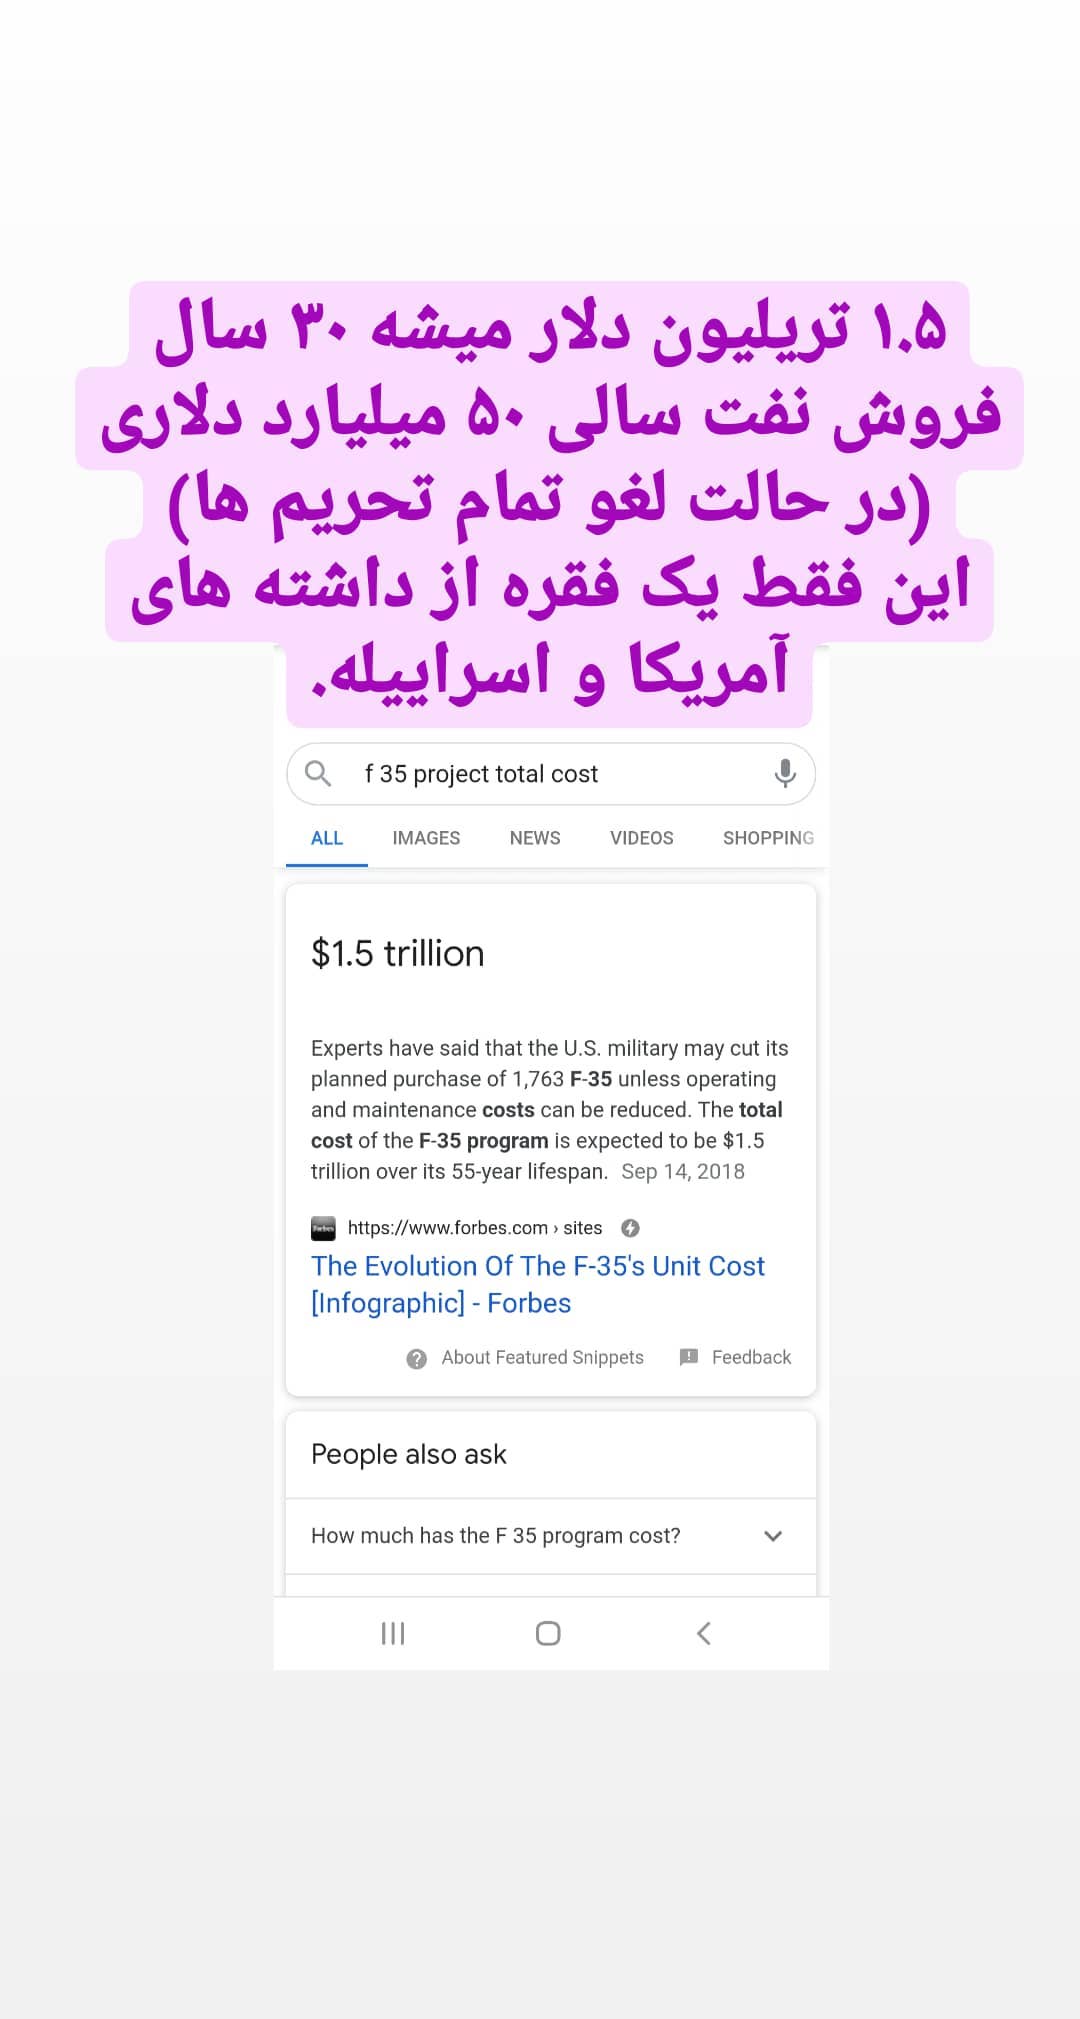 ۱.۵ تریلیون دلار میشه ۳۰ سال
فروش نفت سالی ۵۰ میلیارد دلاری
(در حالت لغو تمام تحریم ها)
این فقط یک فقره از داشته های
آمریکا و اسراییله.
f 35 project total cost
ALL IMAGES NEWS VIDEOS SHOPPING
$1.5 trillion
Experts have said that the U.S. military may cut its
planned purchase of 1,763 F-35 unless operating
and maintenance costs can be reduced. The total
cost of the F-35 program is expected to be $1.5
trillion over its 55-year lifespan. Sep 14, 2018
Forbes https://www.forbes.com › sites
The Evolution Of The F-35's Unit Cost
[Infographic] - Forbes
About Featured Snippets Feedback
People also ask
How much has the F 35 program cost?